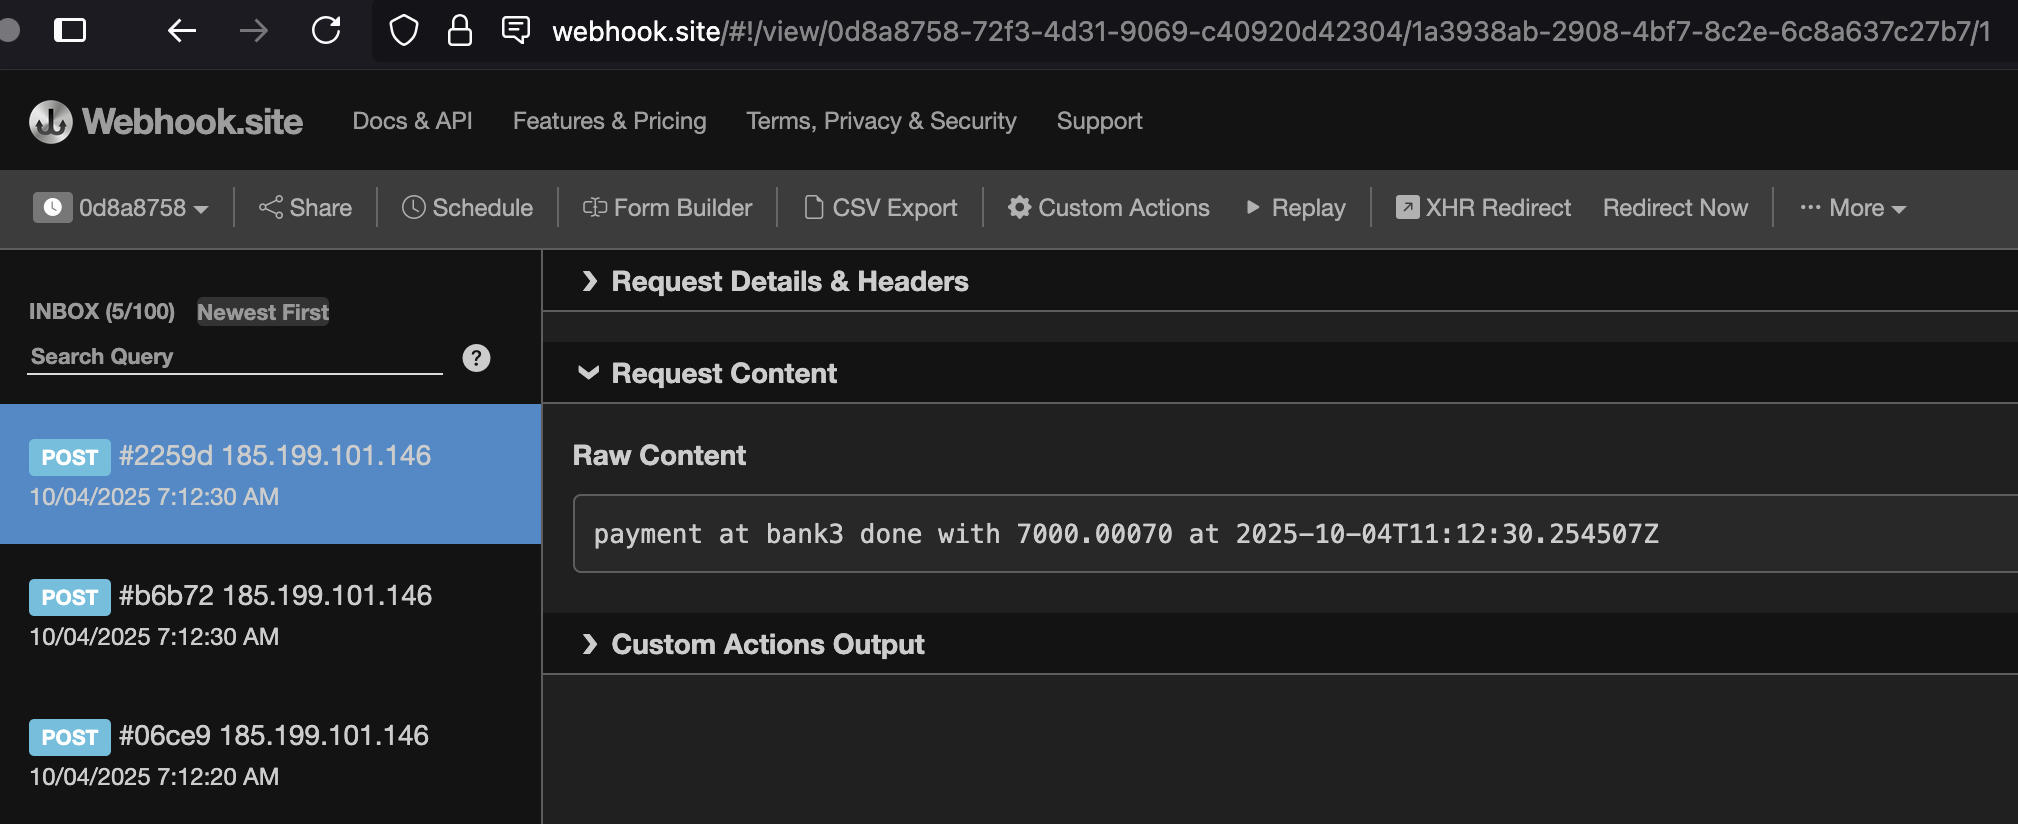 webhook.site/#!/view/0d8a8758-72f3-4d31-9069-c40920d42304/1a3938ab-2908-4bf7-8c2e-6c8a637c27b7/1
Webhook.site Docs & API Features & Pricing Terms, Privacy & Security Support
0d8a8758 Share Schedule Form Builder CSV Export Custom Actions Replay XHR Redirect Redirect Now ··· More
INBOX (5/100) Newest First
Search Query ?
POST #2259d 185.199.101.146
10/04/2025 7:12:30 AM
POST #b6b72 185.199.101.146
10/04/2025 7:12:30 AM
POST #06ce9 185.199.101.146
10/04/2025 7:12:20 AM
Request Details & Headers
Request Content
Raw Content
payment at bank3 done with 7000.00070 at 2025-10-04T11:12:30.254507Z
Custom Actions Output